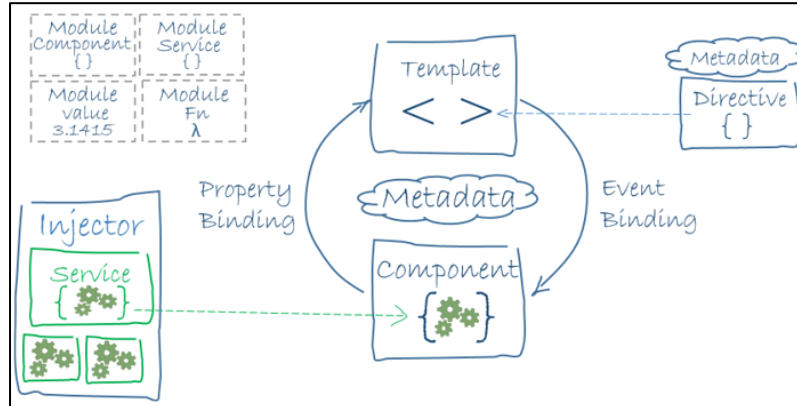 Module
Component
{ }
Module
Service
{ }
Module
value
3.1415
Module
Fn
λ
Template
< >
Metadata
Directive
{ }
Property
Binding
Metadata
Event
Binding
Injector
Service
{ }
Component
{ }